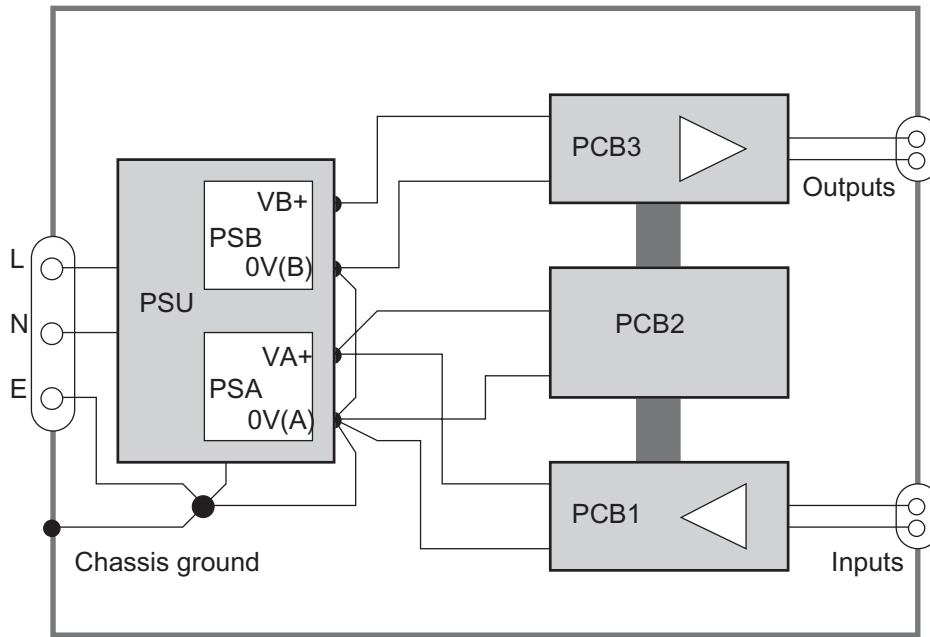 PCB3
Outputs
VB+
PSB
0V(B)
L
PSU
N
PCB2
VA+
E
PSA
0V(A)
PCB1
Chassis ground
Inputs